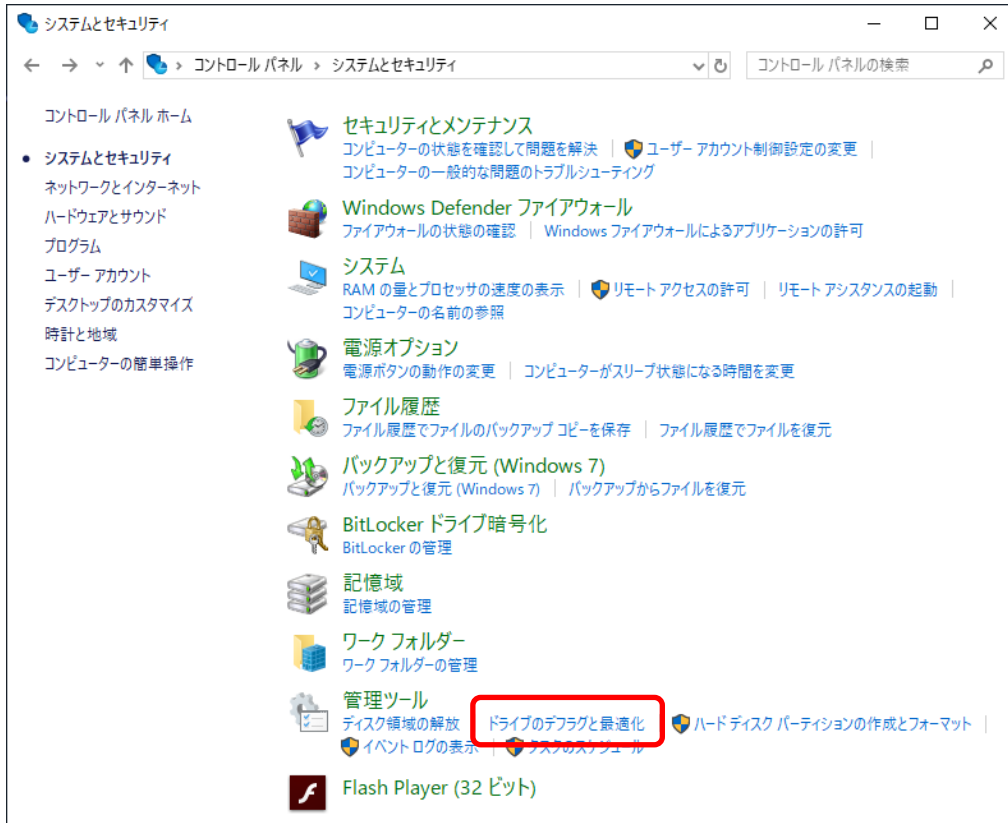 システムとセキュリティ
コントロール パネル › システムとセキュリティ
コントロール パネルの検索
コントロール パネル ホーム
システムとセキュリティ
ネットワークとインターネット
ハードウェアとサウンド
プログラム
ユーザー アカウント
デスクトップのカスタマイズ
時計と地域
コンピューターの簡単操作
セキュリティとメンテナンス
コンピューターの状態を確認して問題を解決 | ユーザー アカウント制御設定の変更 |
コンピューターの一般的な問題のトラブルシューティング
Windows Defender ファイアウォール
ファイアウォールの状態の確認 | Windows ファイアウォールによるアプリケーションの許可
システム
RAM の量とプロセッサの速度の表示 | リモート アクセスの許可 | リモート アシスタンスの起動 |
コンピューターの名前の参照
電源オプション
電源ボタンの動作の変更 | コンピューターがスリープ状態になる時間を変更
ファイル履歴
ファイル履歴でファイルのバックアップ コピーを保存 | ファイル履歴でファイルを復元
バックアップと復元 (Windows 7)
バックアップと復元 (Windows 7) | バックアップからファイルを復元
BitLocker ドライブ暗号化
BitLocker の管理
記憶域
記憶域の管理
ワーク フォルダー
ワーク フォルダーの管理
管理ツール
ディスク領域の解放 ドライブのデフラグと最適化 ハード ディスク パーティションの作成とフォーマット |
イベント ログの表示 | タスクのスケジュール
Flash Player (32 ビット)